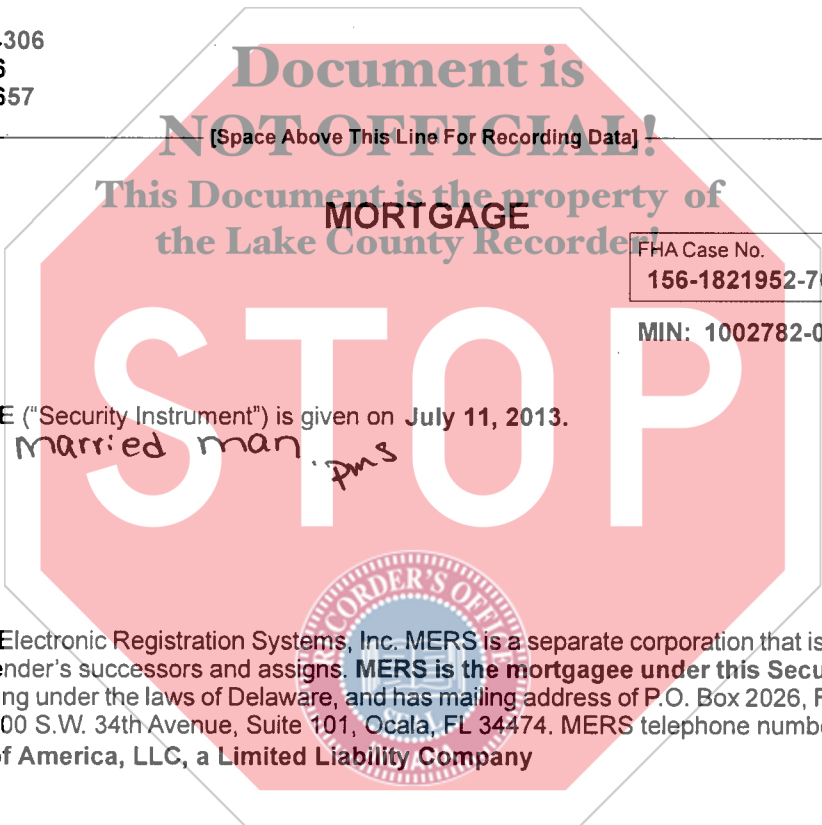 306
6
657
Document is
NOT OFFICIAL!
[Space Above This Line For Recording Data]
This Document is the property of
the Lake County Recorder!
MORTGAGE
FHA Case No.
156-1821952-7
MIN: 1002782-0
STOP
E ("Security Instrument") is given on July 11, 2013.
married man
pms
RECORDER'S OFFICE
Electronic Registration Systems, Inc. MERS is a separate corporation that is
nder's successors and assigns. MERS is the mortgagee under this Secu
ng under the laws of Delaware, and has mailing address of P.O. Box 2026, F
00 S.W. 34th Avenue, Suite 101, Ocala, FL 34474. MERS telephone numb
of America, LLC, a Limited Liability Company